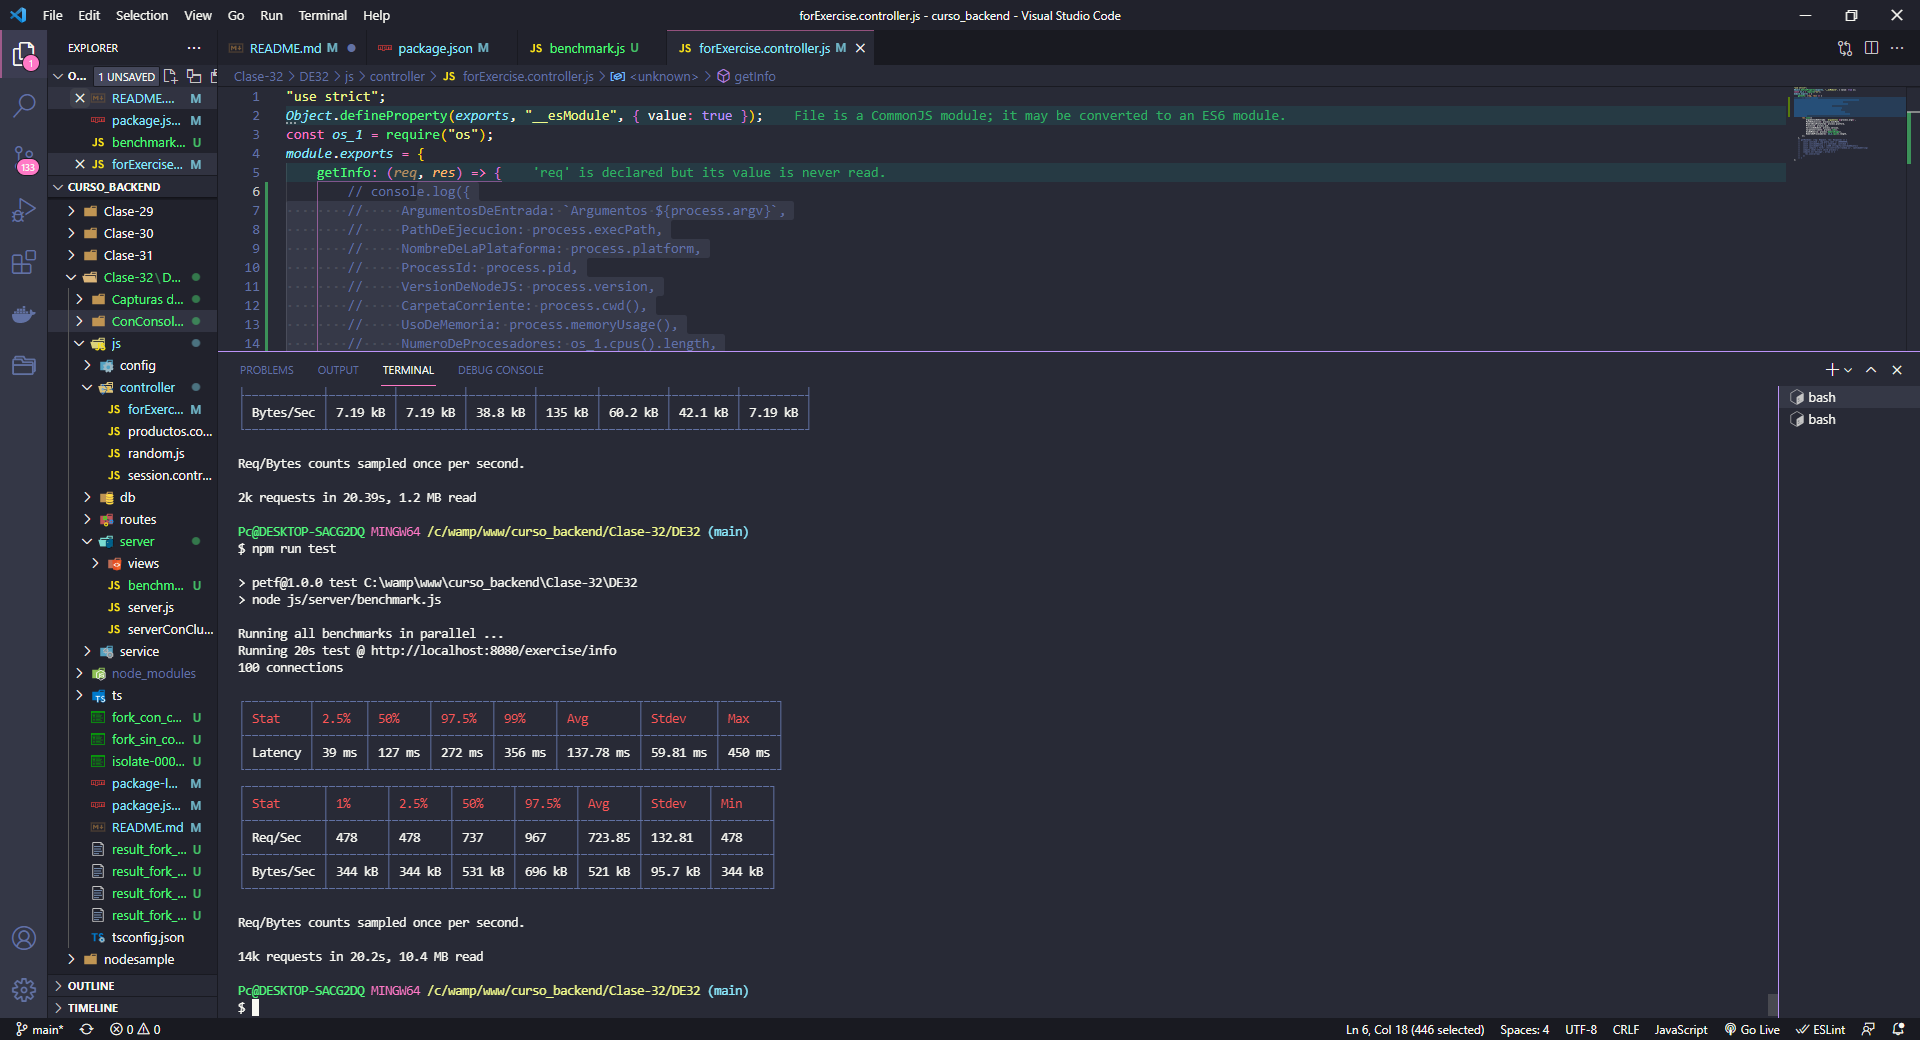 File Edit Selection View Go Run Terminal Help
forExercise.controller.js - curso_backend - Visual Studio Code
EXPLORER ...
README.md M
package.json M
benchmark.js U
JS forExercise.controller.js M
O... 1 UNSAVED
README.... M
package.js... M
JS benchmark... U
JS forExercise... M
CURSO_BACKEND
Clase-29
Clase-30
Clase-31
Clase-32\D...
Capturas d...
ConConsol...
js
config
controller
JS forExerc... M
JS productos.co...
JS random.js
JS session.contr...
db
routes
server
views
JS benchm... U
JS server.js
JS serverConClu...
service
node_modules
ts
fork_con_c... U
fork_sin_co... U
isolate-000... U
package-l... M
package.js... M
README.md M
result_fork_... U
result_fork_... U
result_fork_... U
result_fork_... U
tsconfig.json
nodesample
OUTLINE
TIMELINE
1
133
Clase-32 > DE32 > js > controller > JS forExercise.controller.js > <unknown> > getInfo
1 "use strict";
2 Object.defineProperty(exports, "__esModule", { value: true }); File is a CommonJS module; it may be converted to an ES6 module.
3 const os_1 = require("os");
4 module.exports = {
5 getInfo: (req, res) => { 'req' is declared but its value is never read.
6 // console.log({
7 // ArgumentosDeEntrada: `Argumentos ${process.argv}`,
8 // PathDeEjecucion: process.execPath,
9 // NombreDeLaPlataforma: process.platform,
10 // ProcessId: process.pid,
11 // VersionDeNodeJS: process.version,
12 // CarpetaCorriente: process.cwd(),
13 // UsoDeMemoria: process.memoryUsage(),
14 // NumeroDeProcesadores: os_1.cpus().length,
PROBLEMS OUTPUT TERMINAL DEBUG CONSOLE
bash
bash
Bytes/Sec 7.19 kB 7.19 kB 38.8 kB 135 kB 60.2 kB 42.1 kB 7.19 kB
Req/Bytes counts sampled once per second.
2k requests in 20.39s, 1.2 MB read
Pc@DESKTOP-SACG2DQ MINGW64 /c/wamp/www/curso_backend/Clase-32/DE32 (main)
$ npm run test
> petf@1.0.0 test C:\wamp\www\curso_backend\Clase-32\DE32
> node js/server/benchmark.js
Running all benchmarks in parallel ...
Running 20s test @ http://localhost:8080/exercise/info
100 connections
Stat 2.5% 50% 97.5% 99% Avg Stdev Max
Latency 39 ms 127 ms 272 ms 356 ms 137.78 ms 59.81 ms 450 ms
Stat 1% 2.5% 50% 97.5% Avg Stdev Min
Req/Sec 478 478 737 967 723.85 132.81 478
Bytes/Sec 344 kB 344 kB 531 kB 696 kB 521 kB 95.7 kB 344 kB
Req/Bytes counts sampled once per second.
14k requests in 20.2s, 10.4 MB read
Pc@DESKTOP-SACG2DQ MINGW64 /c/wamp/www/curso_backend/Clase-32/DE32 (main)
$
main* 0 0
Ln 6, Col 18 (446 selected) Spaces: 4 UTF-8 CRLF JavaScript Go Live ESLint